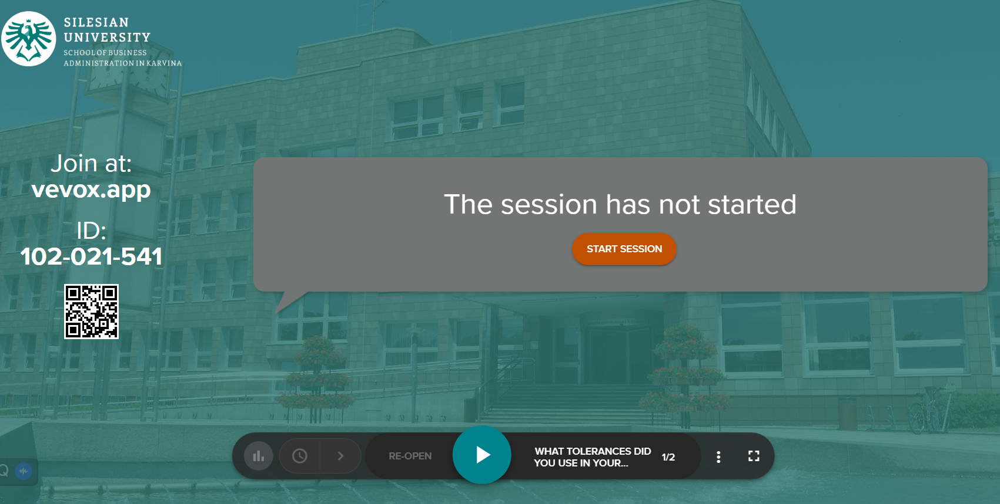 SILESIAN
UNIVERSITY
SCHOOL OF BUSINESS
ADMINISTRATION IN KARVINA
Join at:
vevox.app
ID:
102-021-541
The session has not started
START SESSION
RE-OPEN
WHAT TOLERANCES DID
YOU USE IN YOUR...
1/2